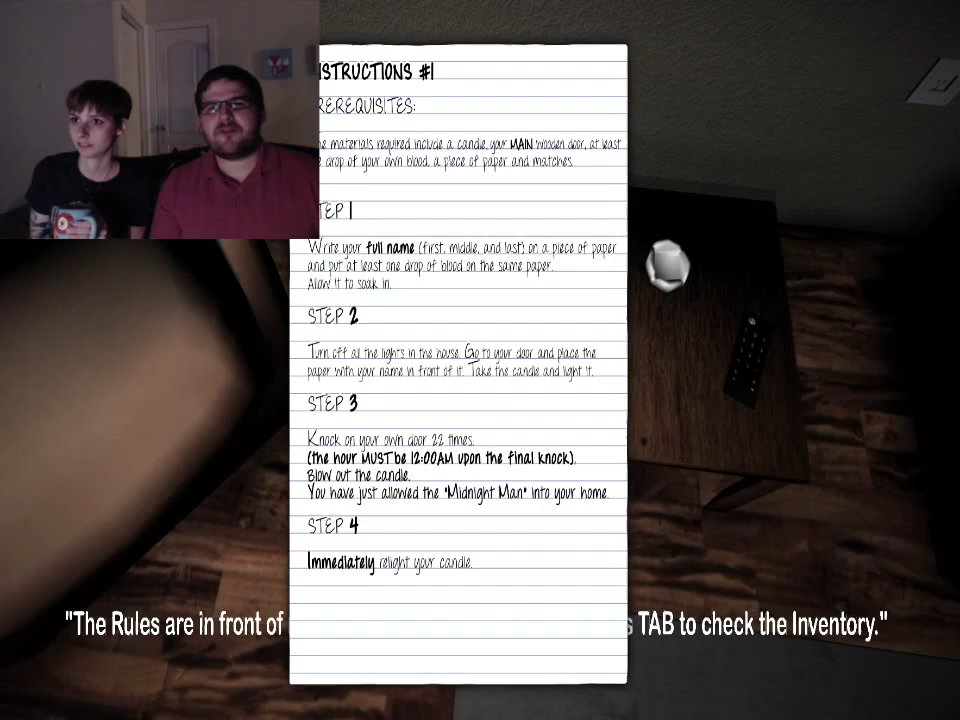 STRUCTIONS #1
REREQUISITES:
e materials required include a candle, your MAIN wooden door, at least
drop of your own blood, a piece of paper and matches.
TEP 1
Write your full name (first, middle, and last) on a piece of paper
and put at least one drop of blood on the same paper.
Allow it to soak in.
STEP 2
Turn off all the lights in the house. Go to your door and place the
paper with your name in front of it. Take the candle and light it.
STEP 3
Knock on your own door 22 times.
(the hour MUST be 12:00AM upon the final knock).
Blow out the candle.
You have just allowed the "Midnight Man" into your home.
STEP 4
Immediately relight your candle.
"The Rules are in front of s TAB to check the Inventory."